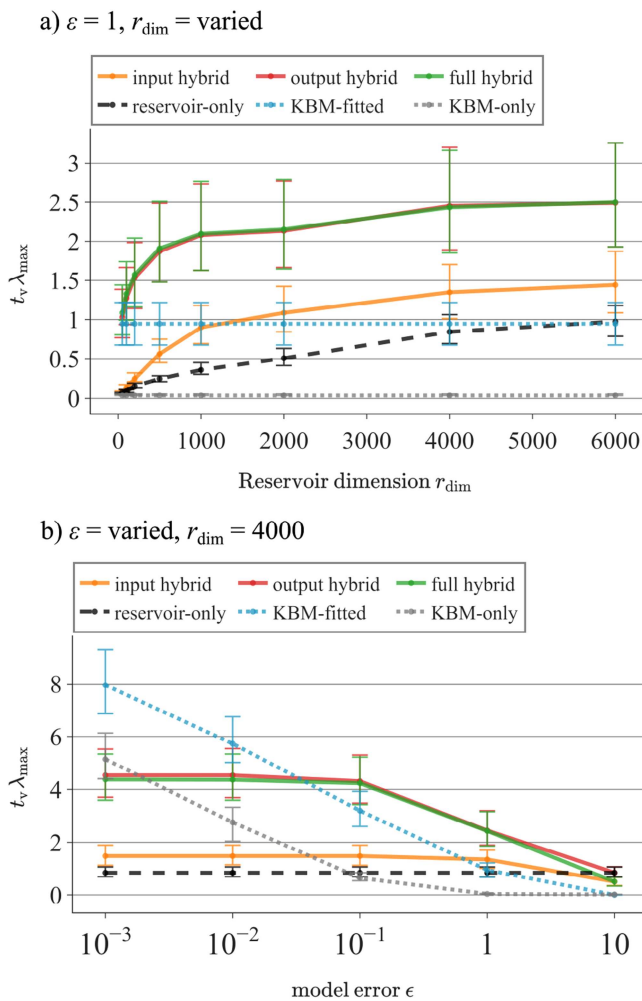 a) ε = 1, r_dim = varied
input hybrid output hybrid full hybrid
reservoir-only KBM-fitted KBM-only
3
2.5
2
1.5
1
0.5
0
t_v λ_max
0 1000 2000 3000 4000 5000 6000
Reservoir dimension r_dim
b) ε = varied, r_dim = 4000
input hybrid output hybrid full hybrid
reservoir-only KBM-fitted KBM-only
8
6
4
2
0
t_v λ_max
10⁻³ 10⁻² 10⁻¹ 1 10
model error ϵ